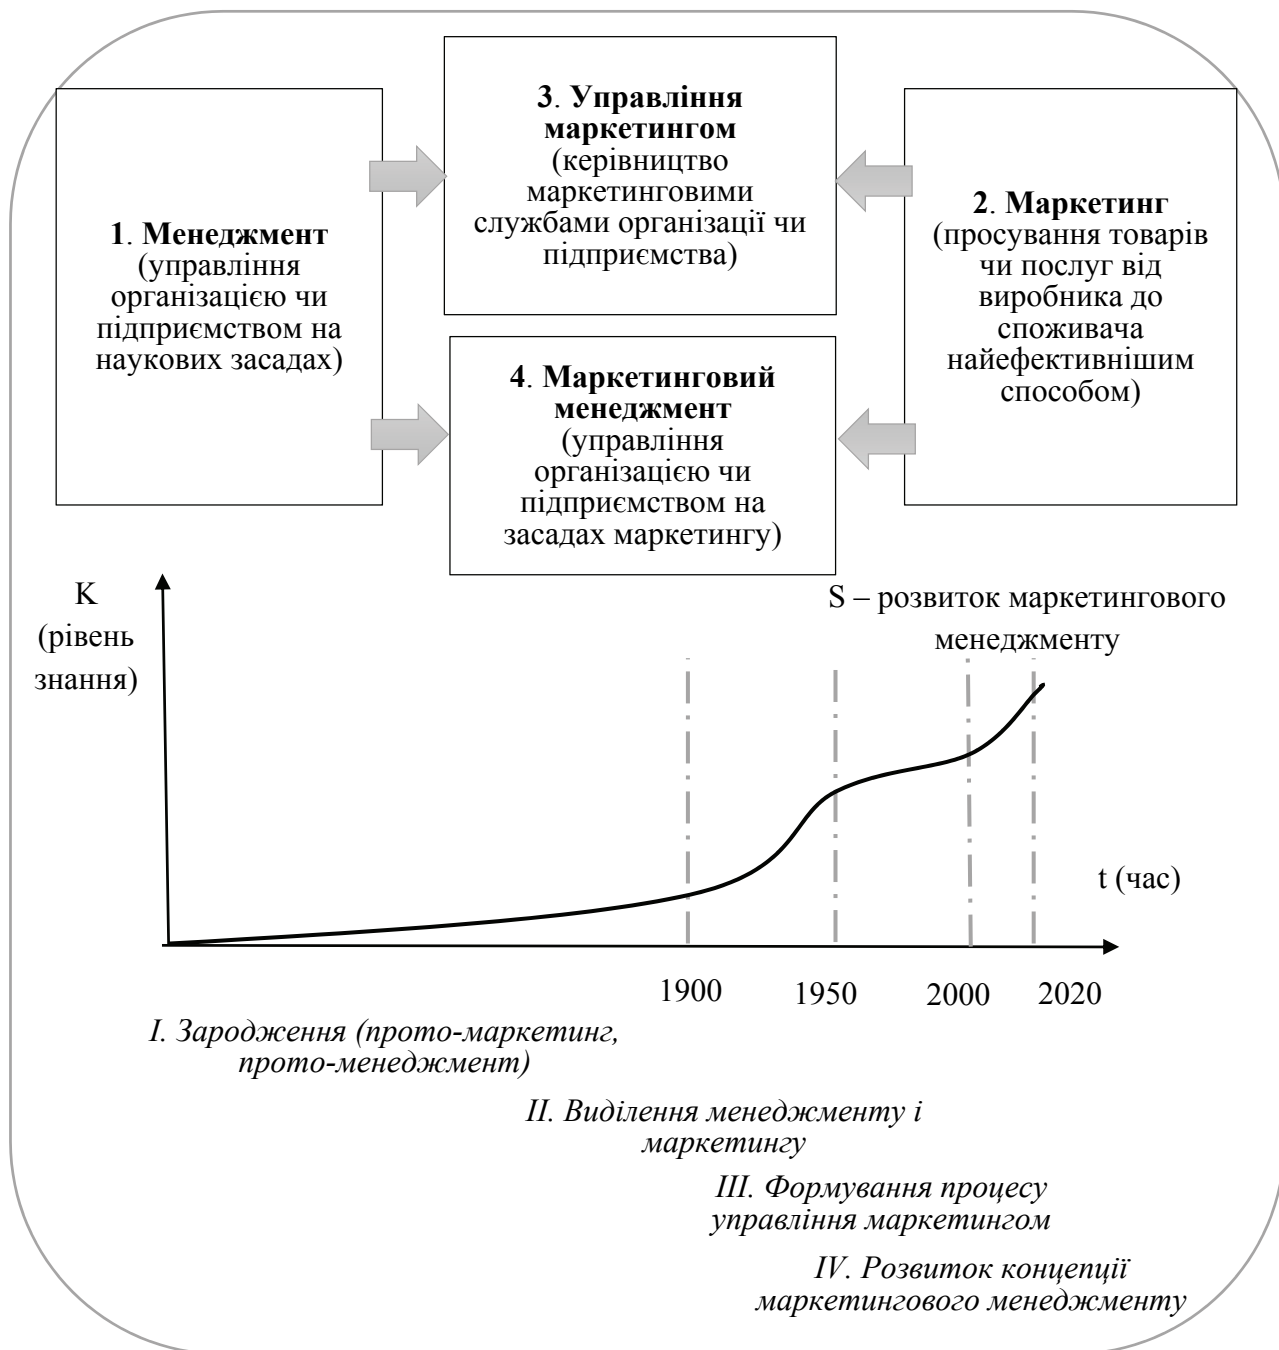 3. Управління
маркетингом
(керівництво
маркетинговими
службами організації чи
підприємства)
1. Менеджмент
(управління
організацією чи
підприємством на
наукових засадах)
2. Маркетинг
(просування товарів
чи послуг від
виробника до
споживача
найефективнішим
способом)
4. Маркетинговий
менеджмент
(управління
організацією чи
підприємством на
засадах маркетингу)
K
(рівень
знання)
S – розвиток маркетингового
менеджменту
t (час)
1900 1950 2000 2020
I. Зародження (прото-маркетинг,
прото-менеджмент)
II. Виділення менеджменту і
маркетингу
III. Формування процесу
управління маркетингом
IV. Розвиток концепції
маркетингового менеджменту